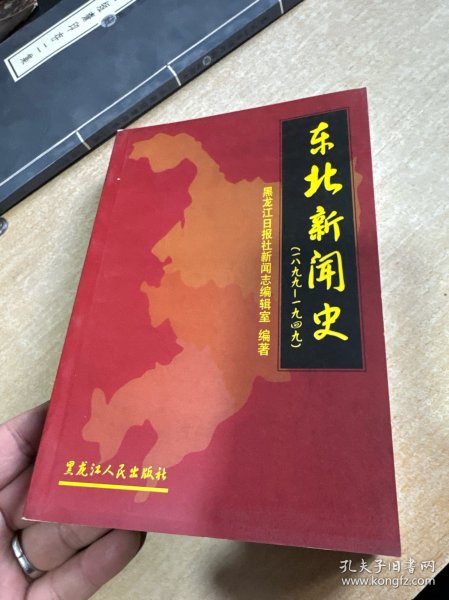 东北新闻史
(一八九九—一九四九)
黑龙江日报社新闻志编辑室 编著
黑龙江人民出版社
孔夫子旧书网
www.kongfz.com